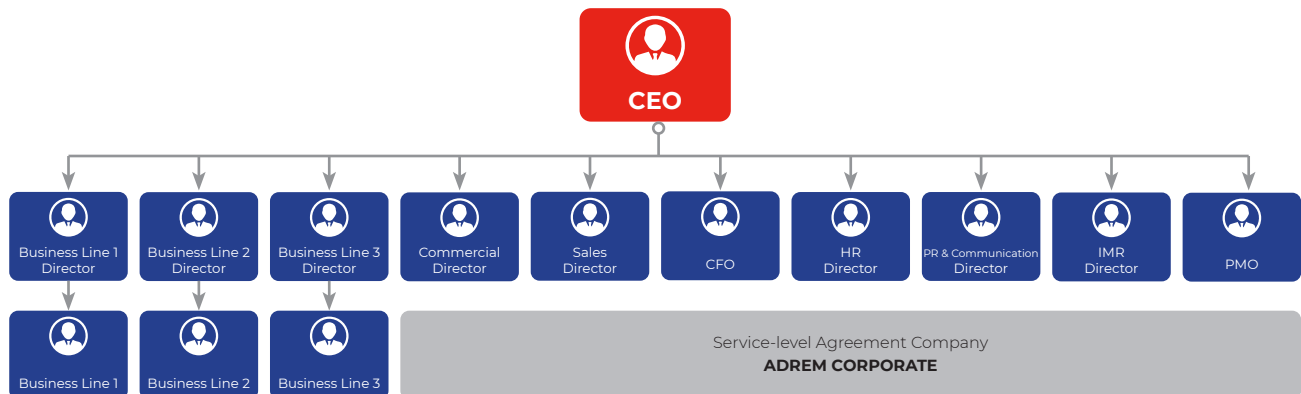 CEO
Business Line 1
Director
Business Line 2
Director
Business Line 3
Director
Commercial
Director
Sales
Director
CFO
HR
Director
PR & Communication
Director
IMR
Director
PMO
Business Line 1
Business Line 2
Business Line 3
Service-level Agreement Company
ADREM CORPORATE